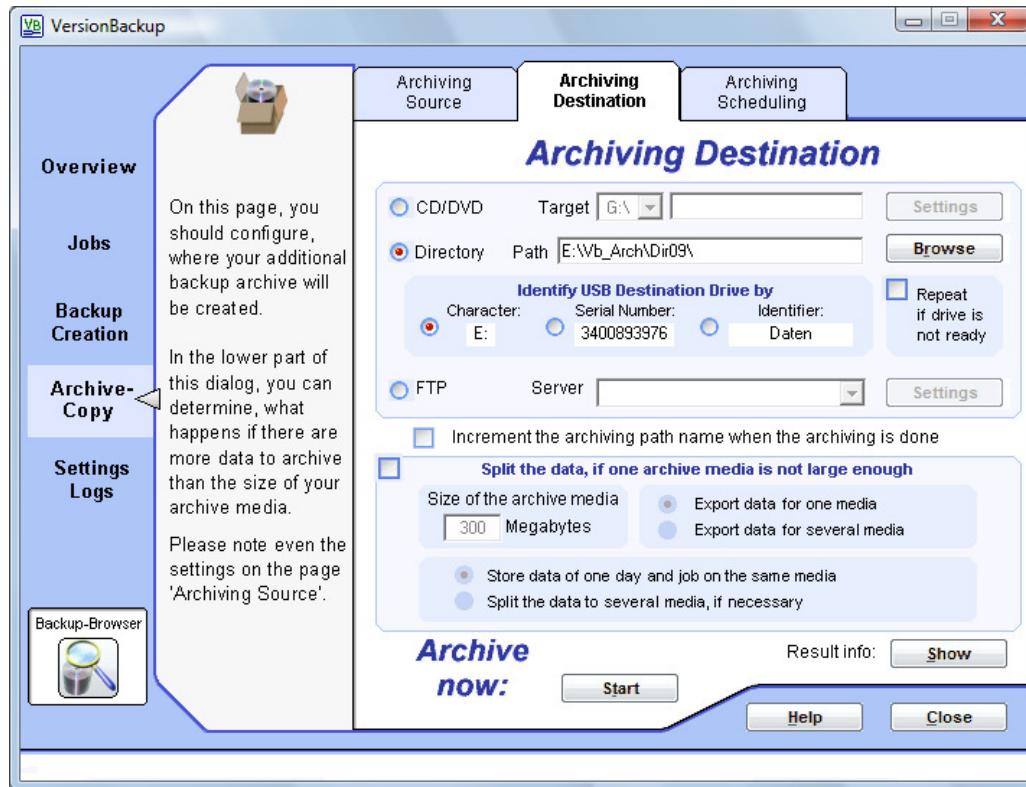 VB VersionBackup
Overview
Jobs
Backup
Creation
Archive-
Copy
Settings
Logs
Backup-Browser
On this page, you
should configure,
where your additional
backup archive will
be created.
In the lower part of
this dialog, you can
determine, what
happens if there are
more data to archive
than the size of your
archive media.
Please note even the
settings on the page
'Archiving Source'.
Archiving
Source
Archiving
Destination
Archiving
Scheduling
Archiving Destination
CD/DVD Target G:\ Settings
Directory Path E:\Vb_Arch\Dir09\ Browse
Identify USB Destination Drive by
Character: Serial Number: Identifier:
E: 3400893976 Daten
Repeat
if drive is
not ready
FTP Server Settings
Increment the archiving path name when the archiving is done
Split the data, if one archive media is not large enough
Size of the archive media
300 Megabytes
Export data for one media
Export data for several media
Store data of one day and job on the same media
Split the data to several media, if necessary
Archive
now:
Start
Result info: Show
Help Close